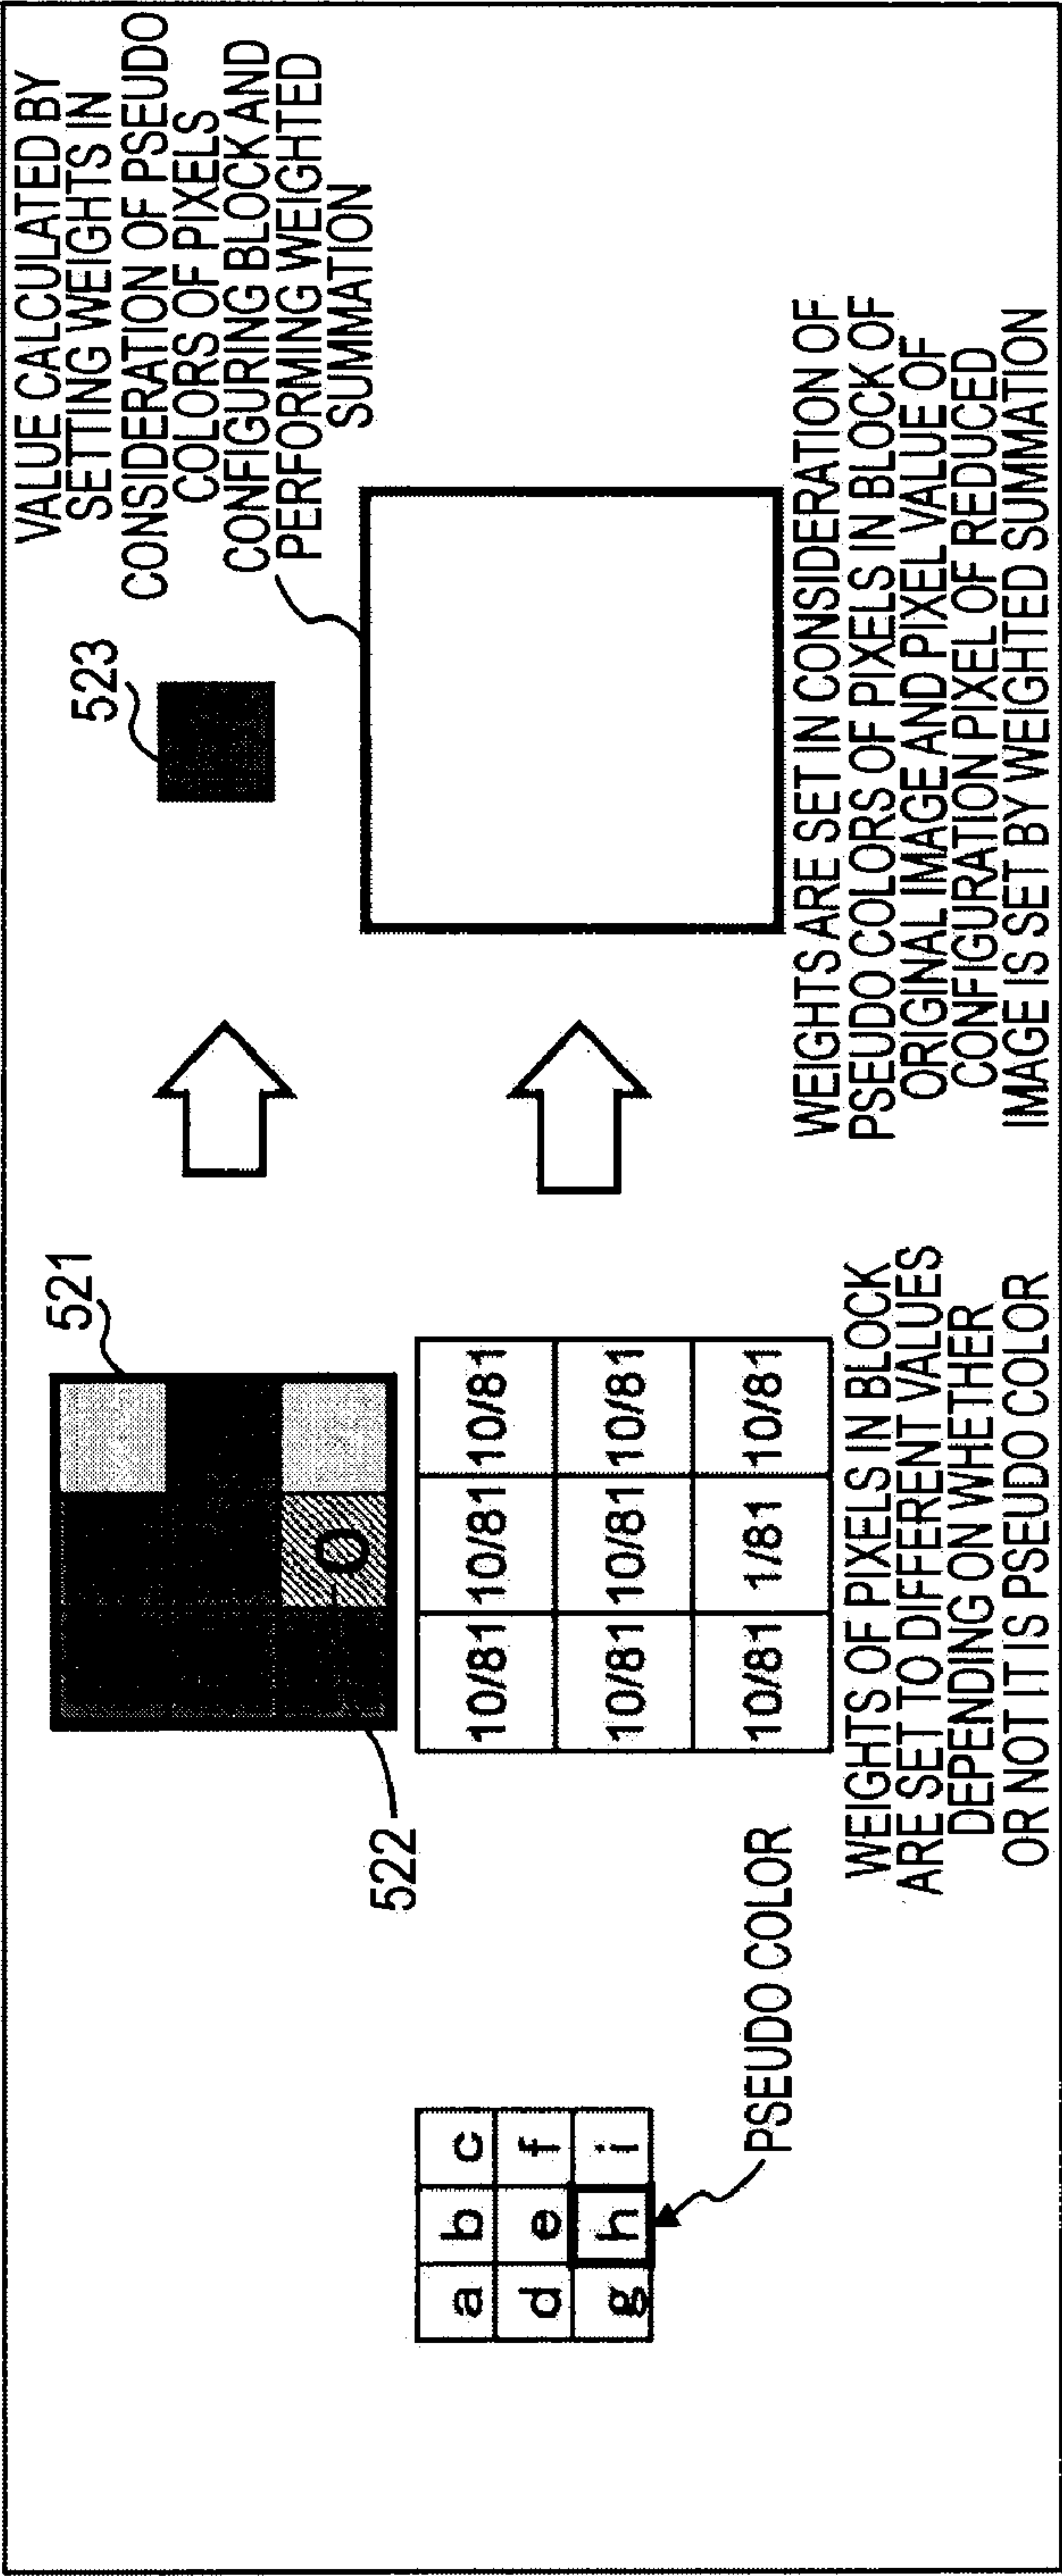 a b c
d e f
g h i
PSEUDO COLOR
521
522
O
10/81 10/81 10/81
10/81 10/81 10/81
10/81 1/81 10/81
WEIGHTS OF PIXELS IN BLOCK
ARE SET TO DIFFERENT VALUES
DEPENDING ON WHETHER
OR NOT IT IS PSEUDO COLOR
523
VALUE CALCULATED BY
SETTING WEIGHTS IN
CONSIDERATION OF PSEUDO
COLORS OF PIXELS
CONFIGURING BLOCK AND
PERFORMING WEIGHTED
SUMMATION
WEIGHTS ARE SET IN CONSIDERATION OF
PSEUDO COLORS OF PIXELS IN BLOCK OF
ORIGINAL IMAGE AND PIXEL VALUE OF
CONFIGURATION PIXEL OF REDUCED
IMAGE IS SET BY WEIGHTED SUMMATION